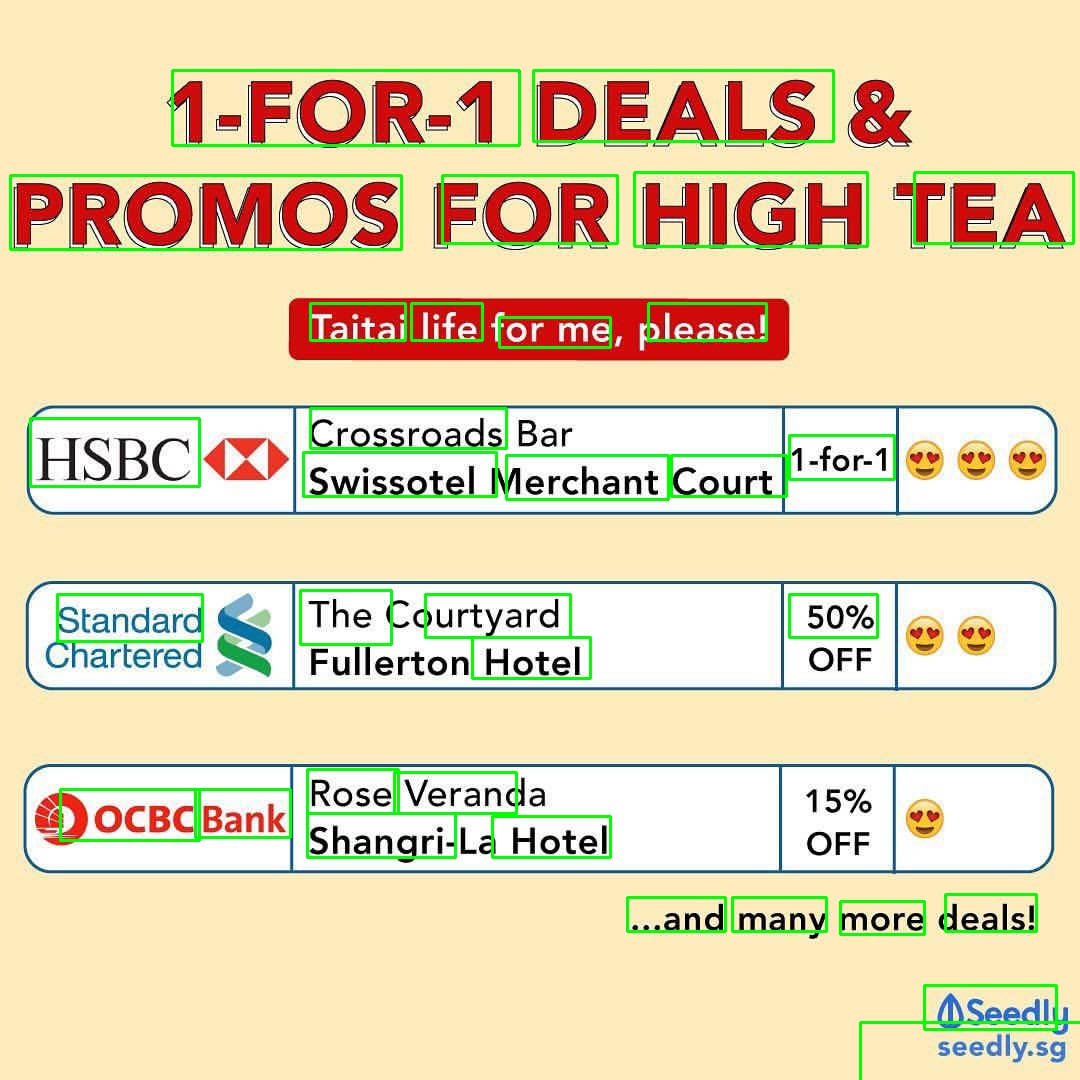 1-FOR-1 DEALS &
PROMOS FOR HIGH TEA
Taitai life for me, please!
HSBC
Crossroads Bar
Swissotel Merchant Court
1-for-1
Standard
Chartered
The Courtyard
Fullerton Hotel
50%
OFF
OCBC Bank
Rose Veranda
Shangri-La Hotel
15%
OFF
...and many more deals!
Seedly
seedly.sg